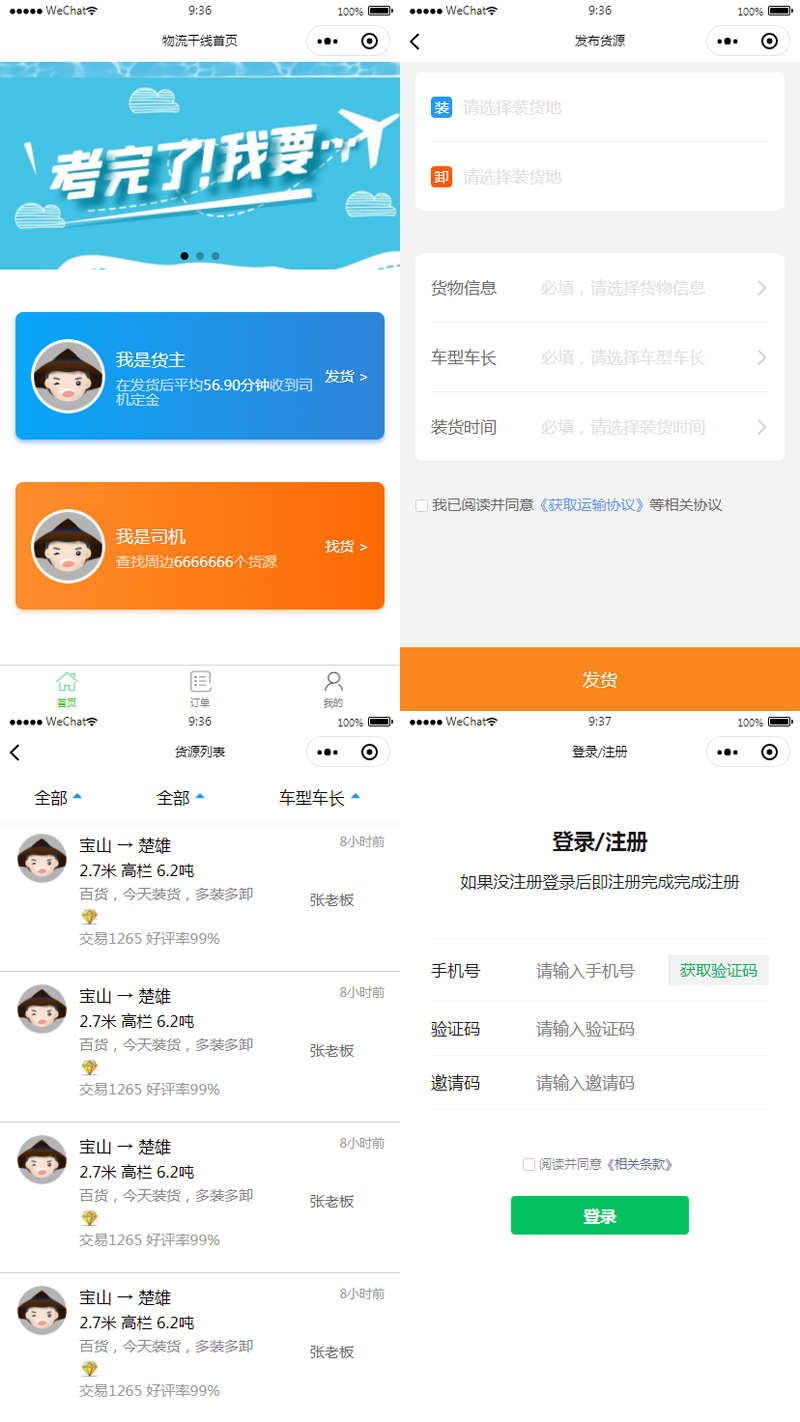 ●●●●● WeChat 9:36 100%
物流干线首页
考完了!我要...
我是货主
在发货后平均56.90分钟收到司
机定金
发货 >
我是司机
查找周边6666666个货源
找货 >
首页 订单 我的
●●●●● WeChat 9:36 100%
发布货源
装 请选择装货地
卸 请选择装货地
货物信息 必填，请选择货物信息
车型车长 必填，请选择车型车长
装货时间 必填，请选择装货时间
我已阅读并同意《获取运输协议》等相关协议
发货
●●●●● WeChat 9:36 100%
货源列表
全部 全部 车型车长
宝山 → 楚雄 8小时前
2.7米 高栏 6.2吨
百货，今天装货，多装多卸 张老板
交易1265 好评率99%
宝山 → 楚雄 8小时前
2.7米 高栏 6.2吨
百货，今天装货，多装多卸 张老板
交易1265 好评率99%
宝山 → 楚雄 8小时前
2.7米 高栏 6.2吨
百货，今天装货，多装多卸 张老板
交易1265 好评率99%
宝山 → 楚雄 8小时前
2.7米 高栏 6.2吨
百货，今天装货，多装多卸 张老板
交易1265 好评率99%
●●●●● WeChat 9:37 100%
登录/注册
登录/注册
如果没注册登录后即注册完成完成注册
手机号 请输入手机号 获取验证码
验证码 请输入验证码
邀请码 请输入邀请码
阅读并同意《相关条款》
登录